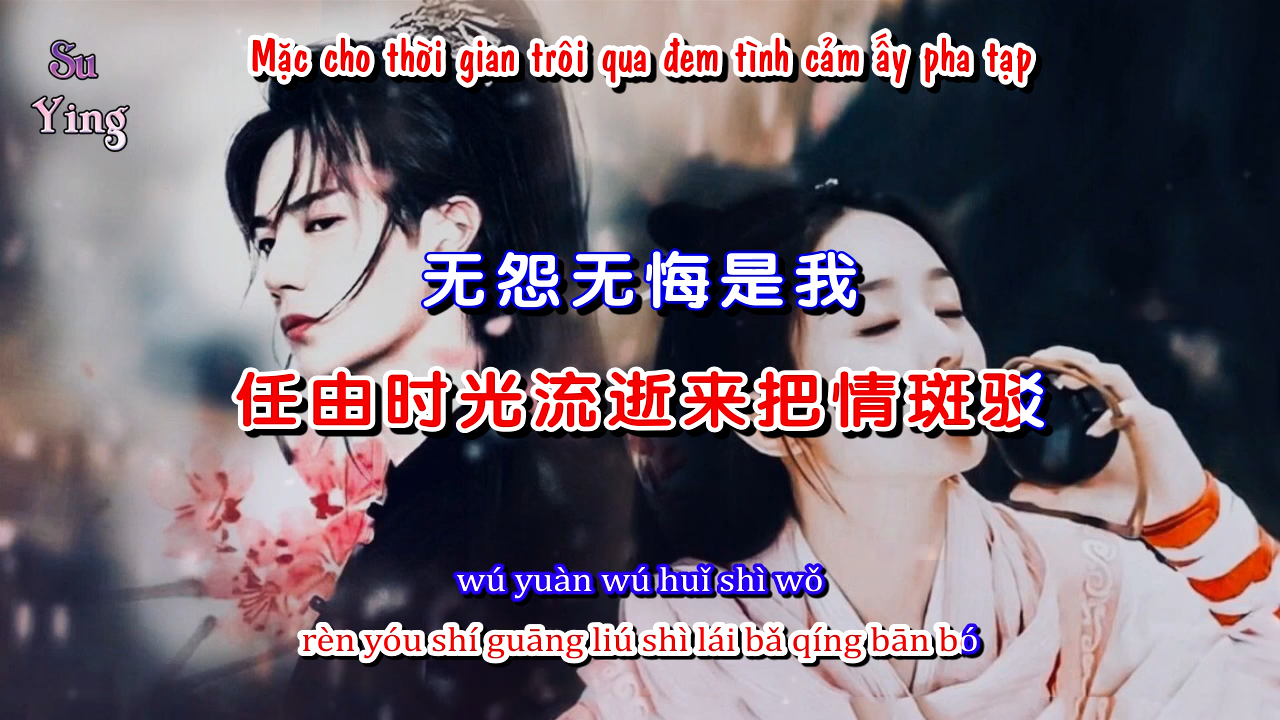 Su
Ying
Mặc cho thời gian trôi qua đem tình cảm ấy pha tạp
无怨无悔是我
任由时光流逝来把情斑驳
wú yuàn wú huǐ shì wǒ
rèn yóu shí guāng liú shì lái bǎ qíng bān bó